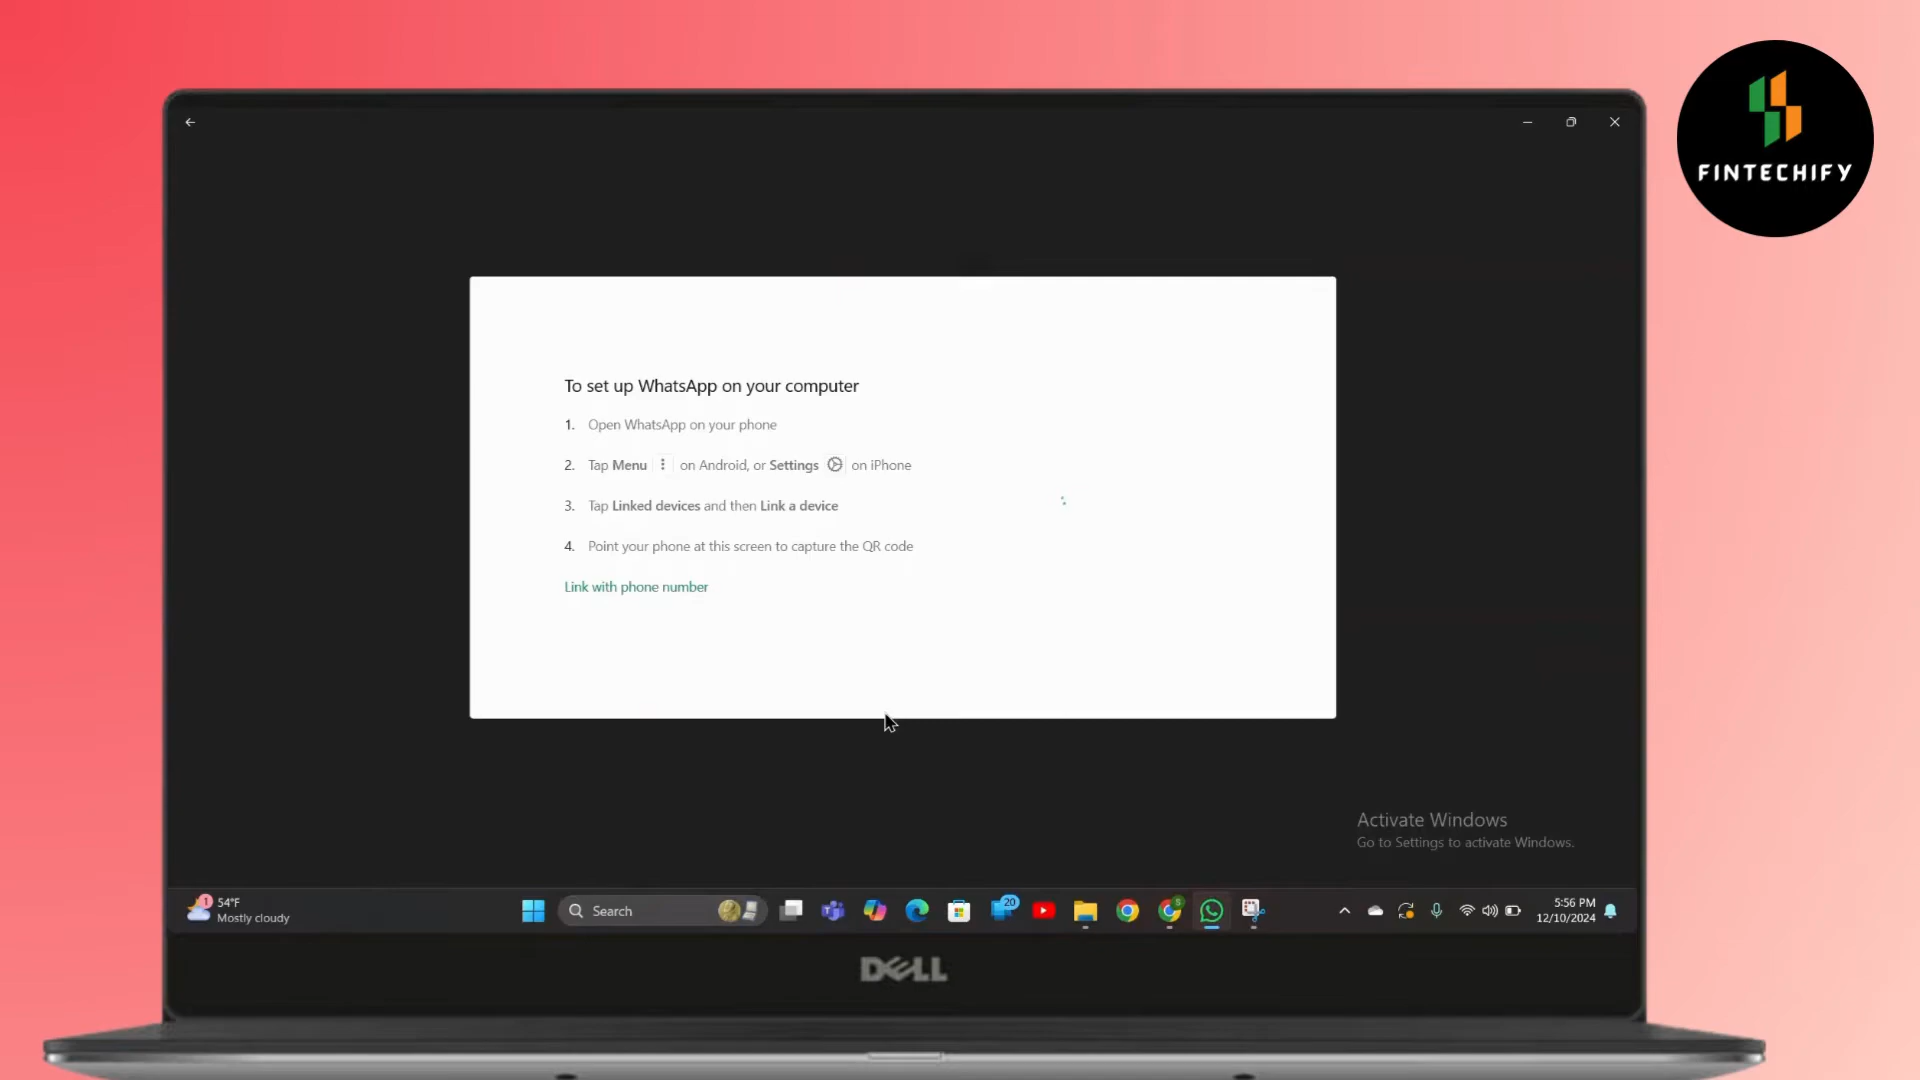 FINTECHIFY
To set up WhatsApp on your computer
1. Open WhatsApp on your phone
2. Tap Menu on Android, or Settings on iPhone
3. Tap Linked devices and then Link a device
4. Point your phone at this screen to capture the QR code
Link with phone number
Activate Windows
Go to Settings to activate Windows.
1
54°F
Mostly cloudy
Search
20
5
5:56 PM
12/10/2024
DELL